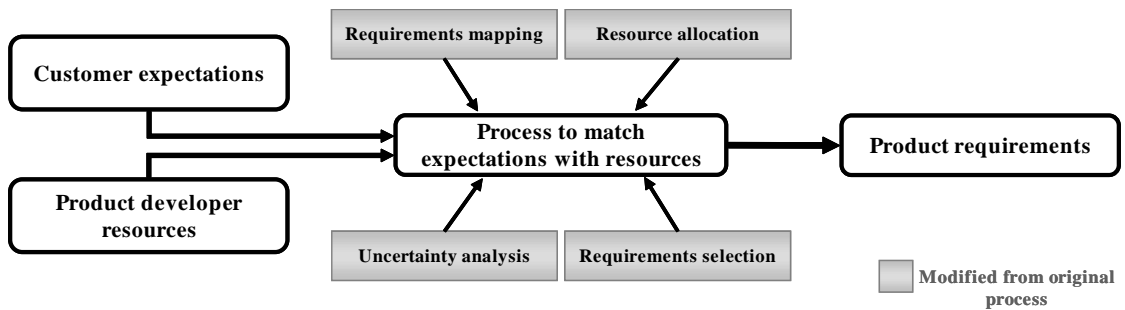 Requirements mapping
Resource allocation
Customer expectations
Process to match
expectations with resources
Product requirements
Product developer
resources
Uncertainty analysis
Requirements selection
Modified from original
process